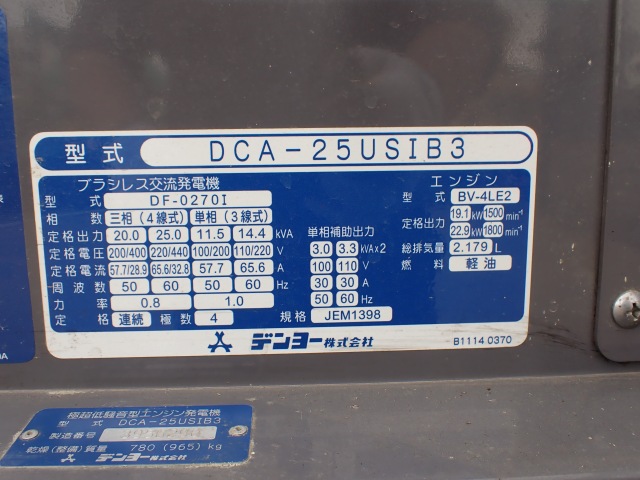 型式 DCA-25USIB3
ブラシレス交流発電機
型式 DF-0270I
相数 三相(4線式) 単相(3線式)
定格出力 20.0 25.0 11.5 14.4 kVA
定格電圧 200/400 220/440 100/200 110/220 V
定格電流 57.7/28.9 65.6/32.8 57.7 65.6 A
周波数 50 60 50 60 Hz
力率 0.8 1.0
定格 連続 極数 4
単相補助出力
3.0 3.3 kVA×2
100 110 V
30 30 A
50 60 Hz
規格 JEM1398
エンジン
型式 BV-4LE2
定格出力 19.1 kW 1500 min-1
22.9 kW 1800 min-1
総排気量 2.179 L
燃料 軽油
デンヨー株式会社
B1114 0370
極超低騒音型エンジン発電機
型式 DCA-25USIB3
製造番号
乾燥(整備)質量 780 (965) kg
デンヨー株式会社